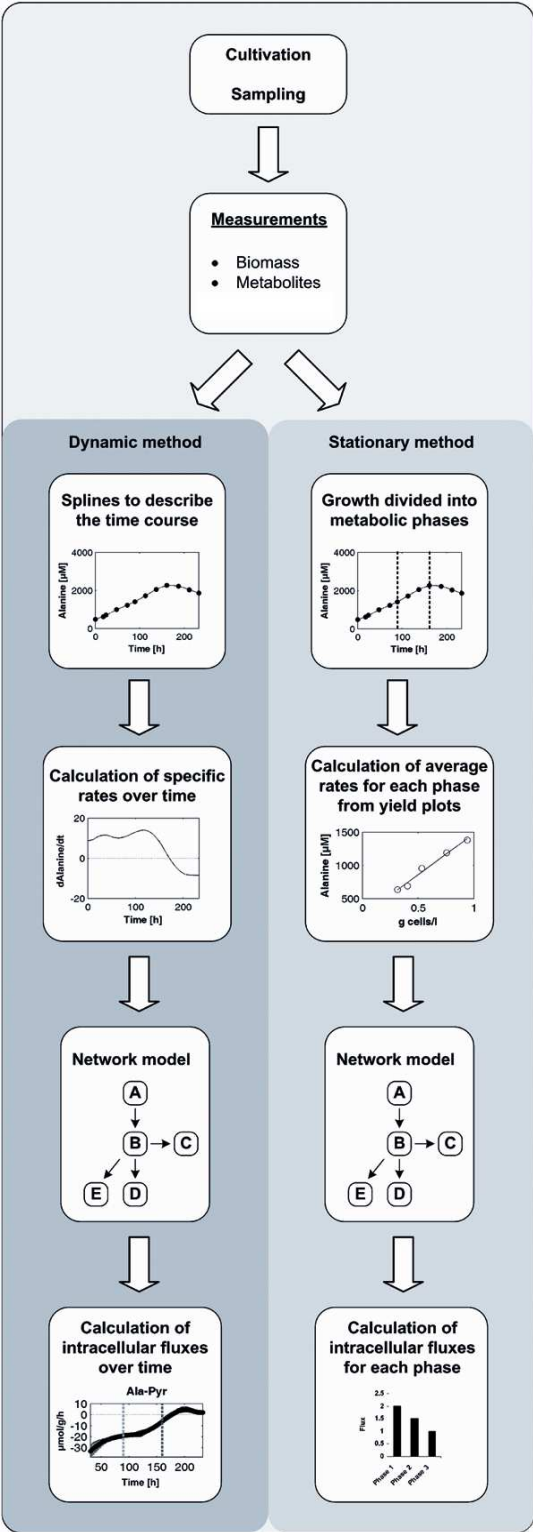 Cultivation
Sampling
Measurements
• Biomass
• Metabolites
Dynamic method
Splines to describe
the time course
Alanine [µM]
4000
2000
0
0
100
200
Time [h]
Calculation of specific
rates over time
dAlanine/dt
20
0
-20
0
100
200
Time [h]
Network model
A
B
C
E
D
Calculation of
intracellular fluxes
over time
Ala-Pyr
µmol/g/h
10
0
-10
-20
-30
50
100
150
200
Time [h]
Stationary method
Growth divided into
metabolic phases
Alanine [µM]
4000
2000
0
0
100
200
Time [h]
Calculation of average
rates for each phase
from yield plots
Alanine [µM]
1500
1000
500
0
0.5
1
g cells/l
Network model
A
B
C
E
D
Calculation of
intracellular fluxes
for each phase
Flux
2.5
2
1.5
1
0.5
0
Phase 1
Phase 2
Phase 3